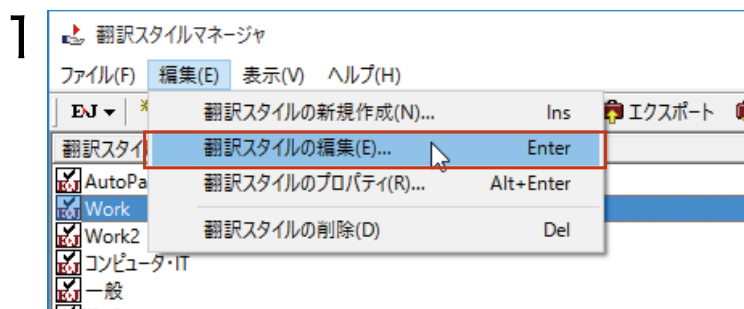 1
翻訳スタイルマネージャ
ファイル(F) 編集(E) 表示(V) ヘルプ(H)
EJ エクスポート
翻訳スタイルの新規作成(N)... Ins
翻訳スタイ
翻訳スタイルの編集(E)... Enter
AutoPa
翻訳スタイルのプロパティ(R)... Alt+Enter
Work
Work2
翻訳スタイルの削除(D) Del
コンピュータ・IT
一般